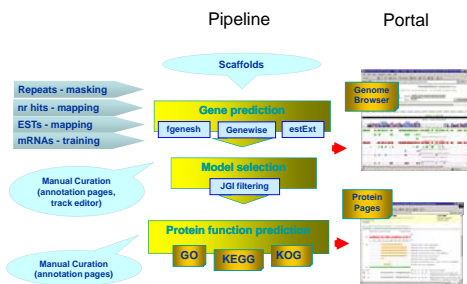 Pipeline
Portal
Scaffolds
Repeats - masking
nr hits - mapping
ESTs - mapping
mRNAs - training
Gene prediction
fgenesh
Genewise
estExt
Genome
Browser
Model selection
JGI filtering
Manual Curation
(annotation pages,
track editor)
Protein
Pages
Protein function prediction
GO
KEGG
KOG
Manual Curation
(annotation pages)